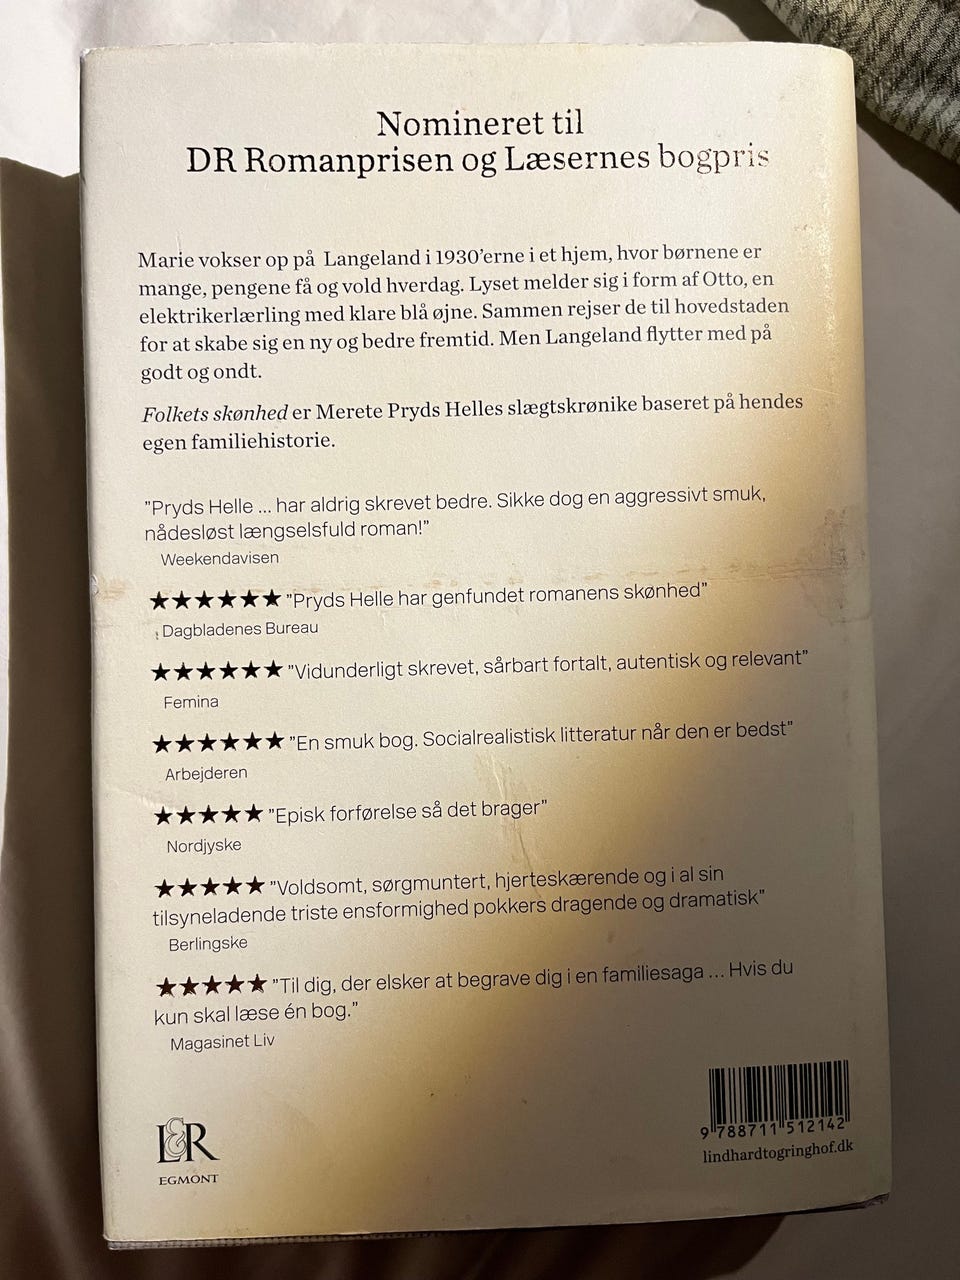 Nomineret til
DR Romanprisen og Læsernes bogpris
Marie vokser op på Langeland i 1930'erne i et hjem, hvor børnene er
mange, pengene få og vold hverdag. Lyset melder sig i form af Otto, en
elektrikerlærling med klare blå øjne. Sammen rejser de til hovedstaden
for at skabe sig en ny og bedre fremtid. Men Langeland flytter med på
godt og ondt.
Folkets skønhed er Merete Pryds Helles slægtskrønike baseret på hendes
egen familiehistorie.
"Pryds Helle ... har aldrig skrevet bedre. Sikke dog en aggressivt smuk,
nådesløst længselsfuld roman!"
Weekendavisen
★★★★★★ "Pryds Helle har genfundet romanens skønhed"
Dagbladenes Bureau
★★★★★★ "Vidunderligt skrevet, sårbart fortalt, autentisk og relevant"
Femina
★★★★★★ "En smuk bog. Socialrealistisk litteratur når den er bedst"
Arbejderen
★★★★★ "Episk forførelse så det brager"
Nordjyske
★★★★★ "Voldsomt, sørgmuntert, hjerteskærende og i al sin
tilsyneladende triste ensformighed pokkers dragende og dramatisk"
Berlingske
★★★★★ "Til dig, der elsker at begrave dig i en familiesaga ... Hvis du
kun skal læse én bog."
Magasinet Liv
L&R
EGMONT
9 788711 512142
lindhardtogringhof.dk